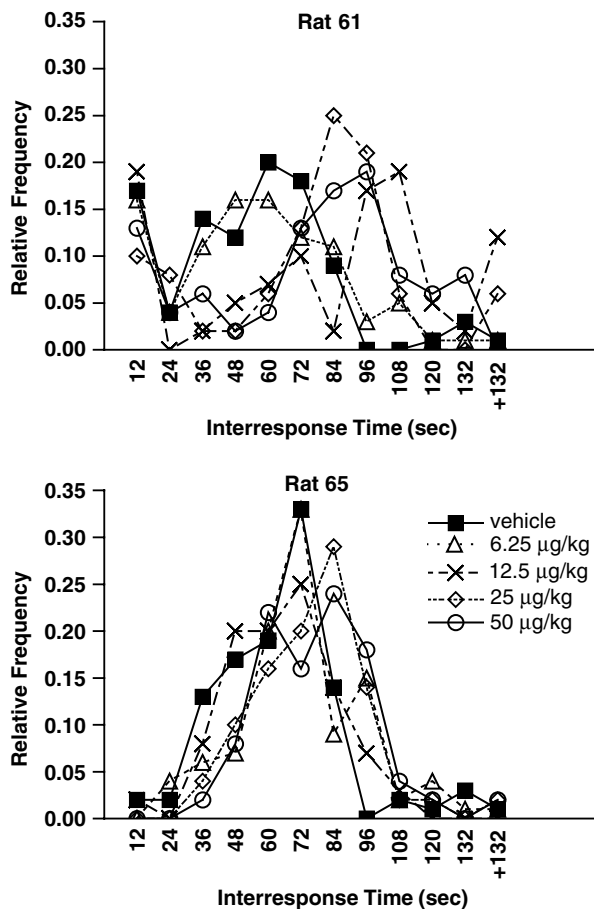 Rat 61
Relative Frequency
0.35
0.30
0.25
0.20
0.15
0.10
0.05
0.00
12 24 36 48 60 72 84 96 108 120 132 +132
Interresponse Time (sec)
Rat 65
Relative Frequency
0.35
0.30
0.25
0.20
0.15
0.10
0.05
0.00
vehicle
6.25 µg/kg
12.5 µg/kg
25 µg/kg
50 µg/kg
12 24 36 48 60 72 84 96 108 120 132 +132
Interresponse Time (sec)